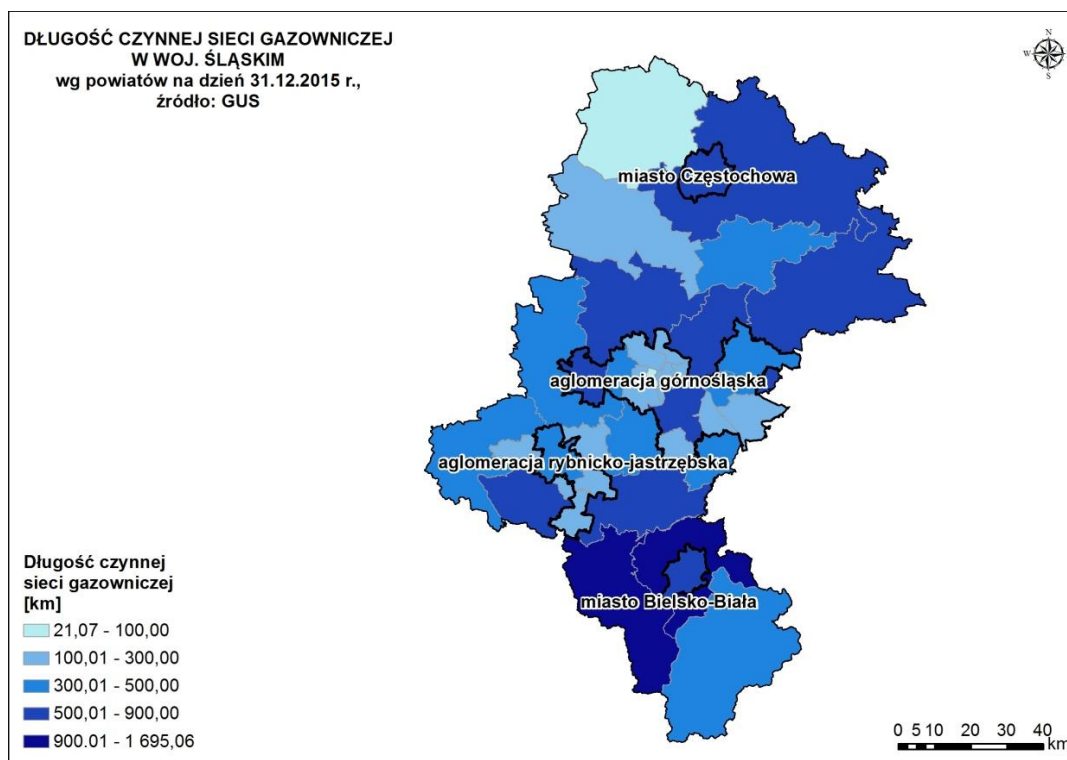 DŁUGOŚĆ CZYNNEJ SIECI GAZOWNICZEJ
W WOJ. ŚLĄSKIM
wg powiatów na dzień 31.12.2015 r.,
źródło: GUS
N
W E
S
miasto Częstochowa
aglomeracja górnośląska
aglomeracja rybnicko-jastrzębska
miasto Bielsko-Biała
Długość czynnej
sieci gazowniczej
[km]
21,07 - 100,00
100,01 - 300,00
300,01 - 500,00
500,01 - 900,00
900.01 - 1 695,06
0 5 10 20 30 40
km